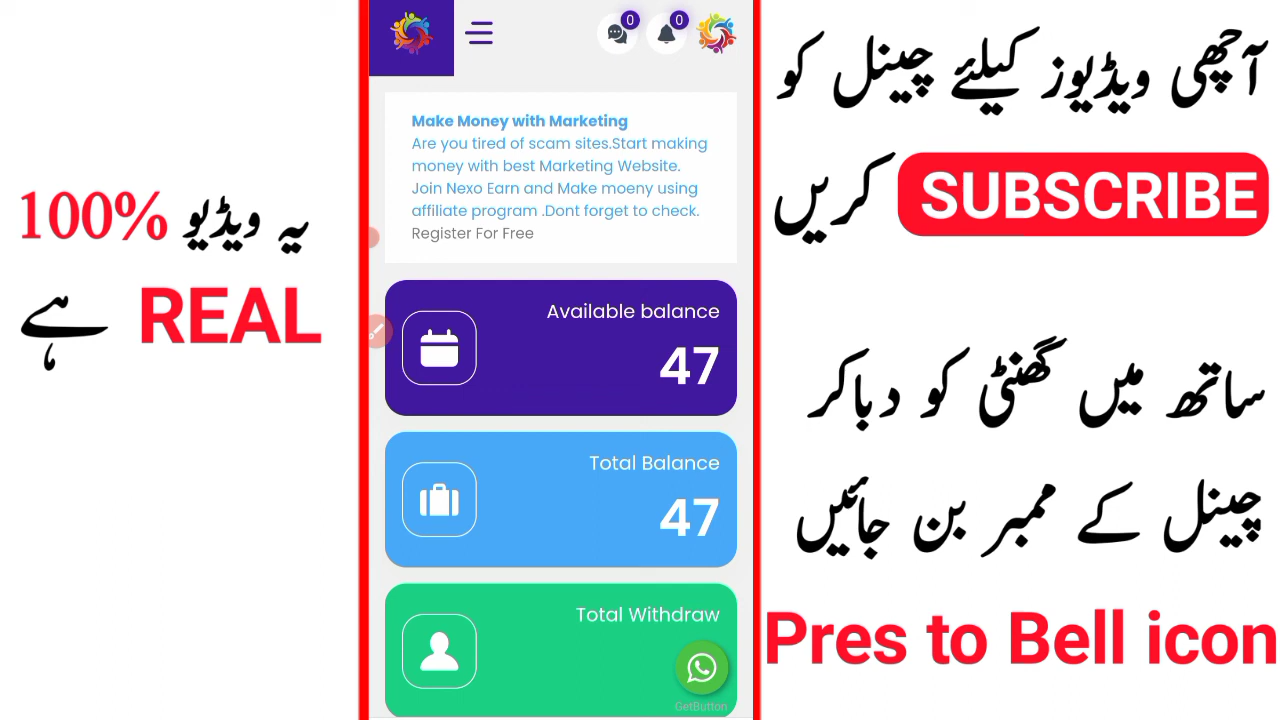 یہ ویڈیو 100%
REAL ہے
0
0
Make Money with Marketing
Are you tired of scam sites.Start making
money with best Marketing Website.
Join Nexo Earn and Make moeny using
affiliate program .Dont forget to check.
Register For Free
Available balance
47
Total Balance
47
Total Withdraw
GetButton
آچھی ویڈیوز کیلئے چینل کو
SUBSCRIBE کریں
ساتھ میں گھنٹی کو دباکر
چینل کے ممبر بن جائیں
Pres to Bell icon